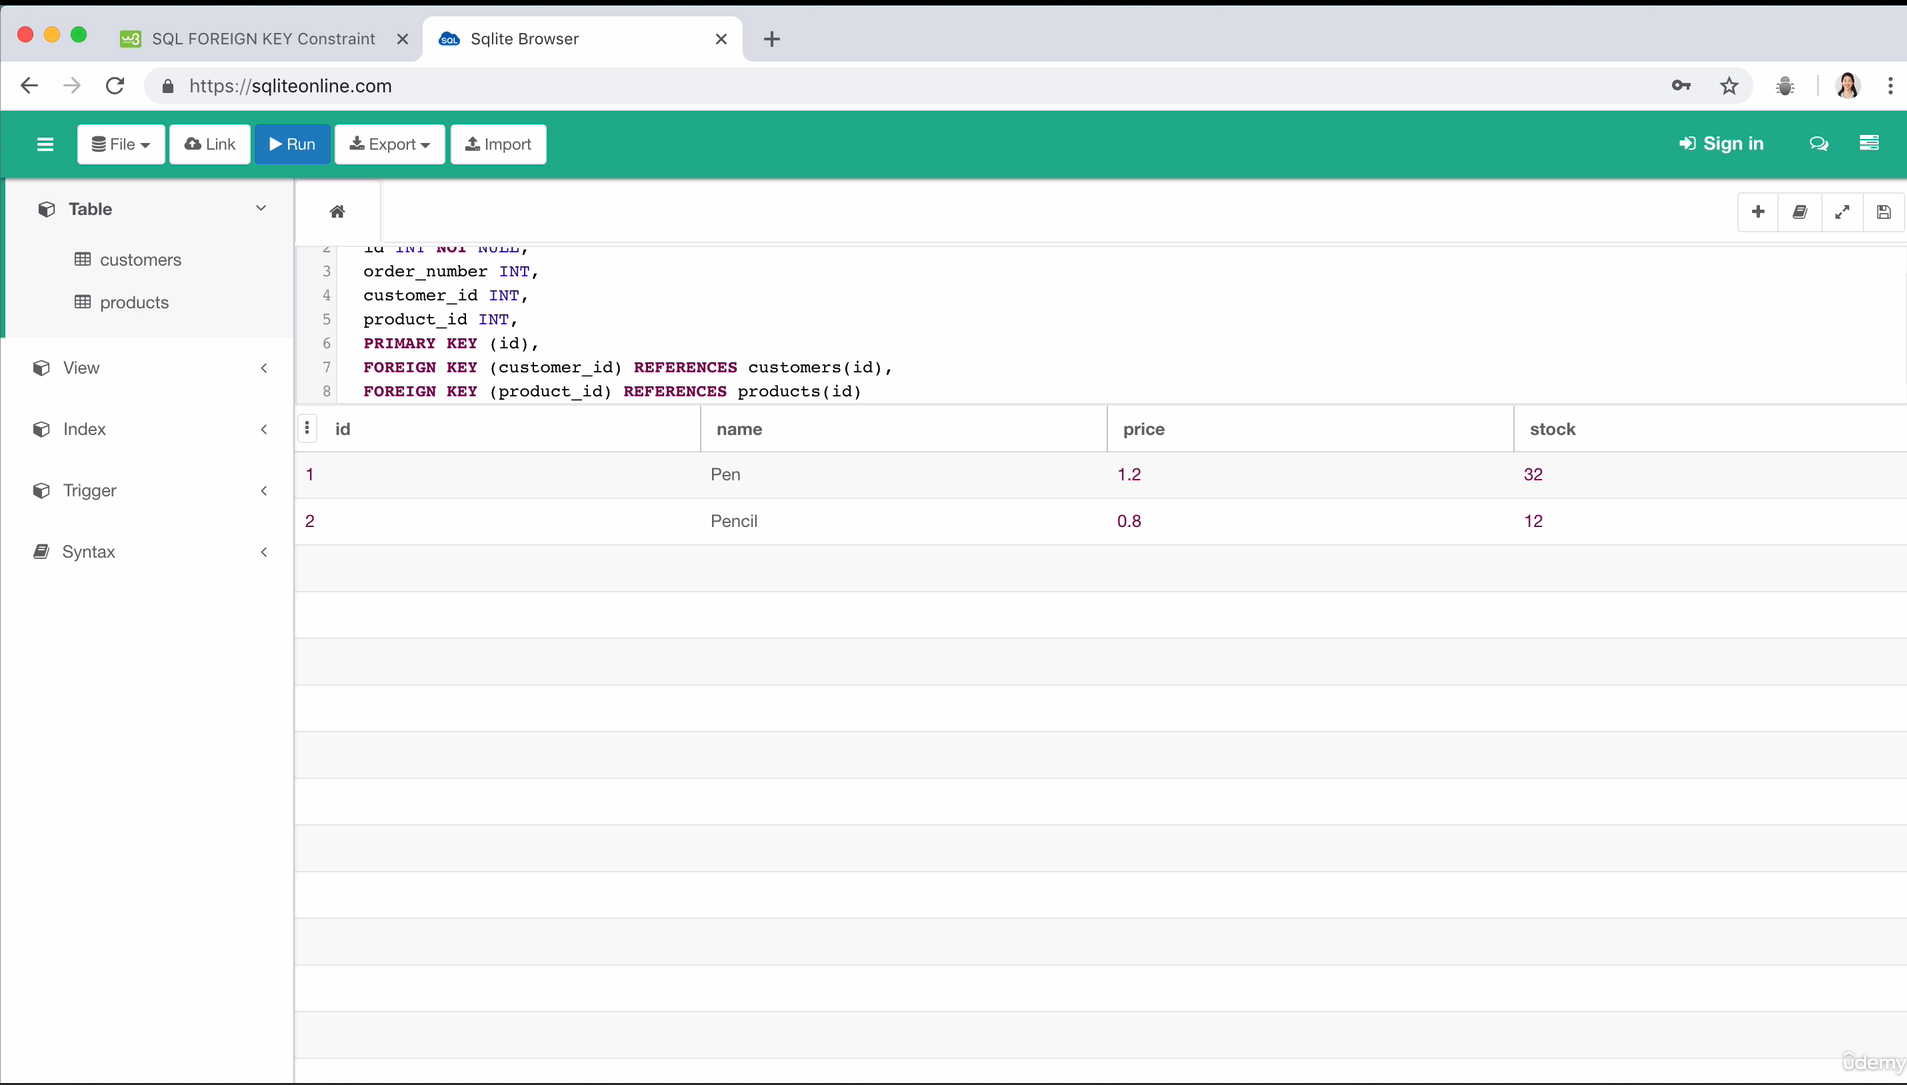 SQL FOREIGN KEY Constraint
SQL
Sqlite Browser
https://sqliteonline.com
File
Link
Run
Export
Import
Sign in
Table
customers
products
View
Index
Trigger
Syntax
2 id INT NOT NULL,
3 order_number INT,
4 customer_id INT,
5 product_id INT,
6 PRIMARY KEY (id),
7 FOREIGN KEY (customer_id) REFERENCES customers(id),
8 FOREIGN KEY (product_id) REFERENCES products(id)
id name price stock
1 Pen 1.2 32
2 Pencil 0.8 12
ûdemy